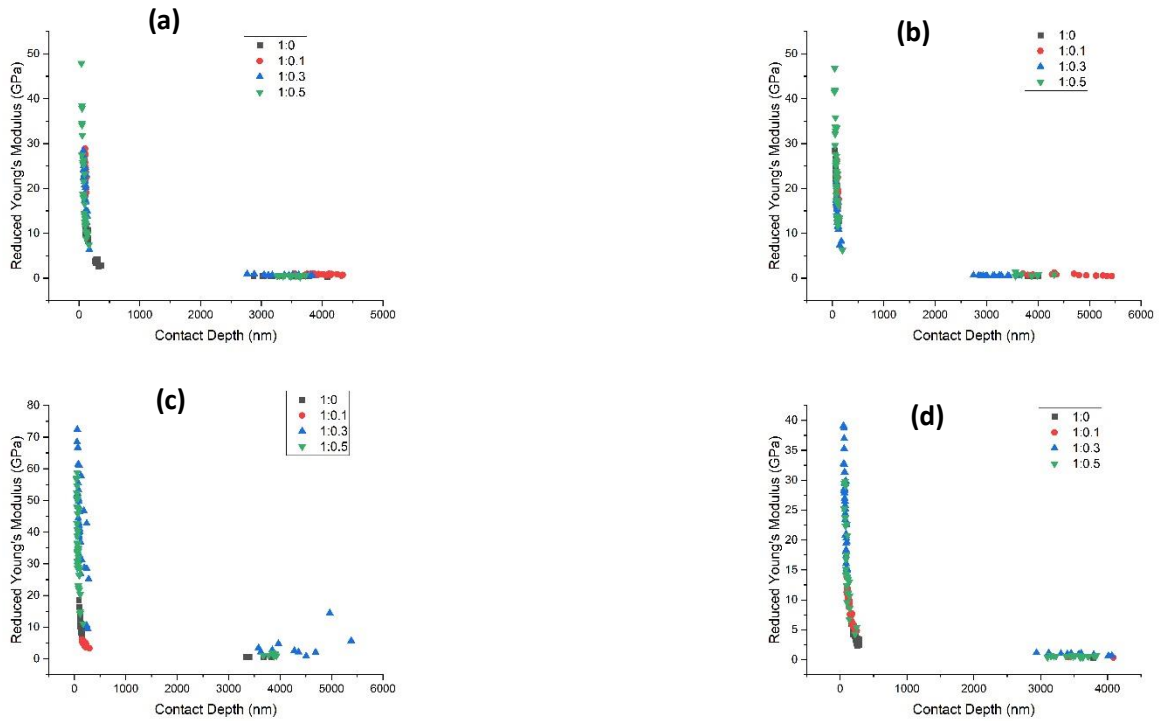 (a)
1:0
1:0.1
1:0.3
1:0.5
Reduced Young's Modulus (GPa)
50
40
30
20
10
0
0 1000 2000 3000 4000 5000
Contact Depth (nm)
(b)
1:0
1:0.1
1:0.3
1:0.5
Reduced Young's Modulus (GPa)
50
40
30
20
10
0
0 1000 2000 3000 4000 5000 6000
Contact Depth (nm)
(c)
1:0
1:0.1
1:0.3
1:0.5
Reduced Young's Modulus (GPa)
80
70
60
50
40
30
20
10
0
0 1000 2000 3000 4000 5000 6000
Contact Depth (nm)
(d)
1:0
1:0.1
1:0.3
1:0.5
Reduced Young's Modulus (GPa)
40
35
30
25
20
15
10
5
0
0 1000 2000 3000 4000
Contact Depth (nm)